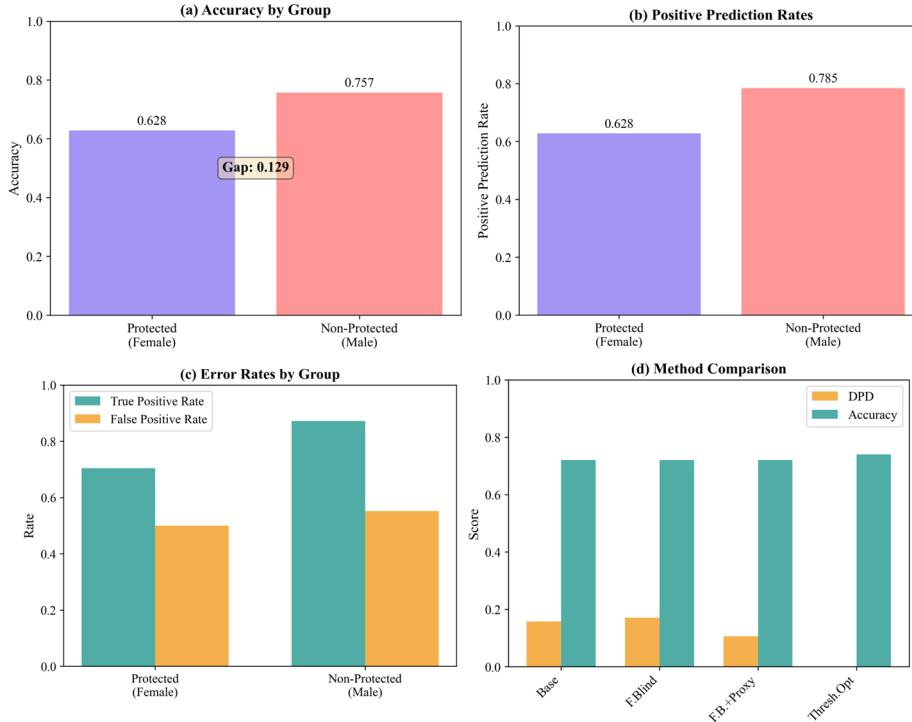 (a) Accuracy by Group
1.0
0.8
0.6
0.4
0.2
0.0
Accuracy
0.628
0.757
Gap: 0.129
Protected
(Female)
Non-Protected
(Male)
(b) Positive Prediction Rates
1.0
0.8
0.6
0.4
0.2
0.0
Positive Prediction Rate
0.628
0.785
Protected
(Female)
Non-Protected
(Male)
(c) Error Rates by Group
1.0
0.8
0.6
0.4
0.2
0.0
Rate
True Positive Rate
False Positive Rate
Protected
(Female)
Non-Protected
(Male)
(d) Method Comparison
1.0
0.8
0.6
0.4
0.2
0.0
Score
DPD
Accuracy
Base
F.Blind
F.B.+Proxy
Thresh.Opt